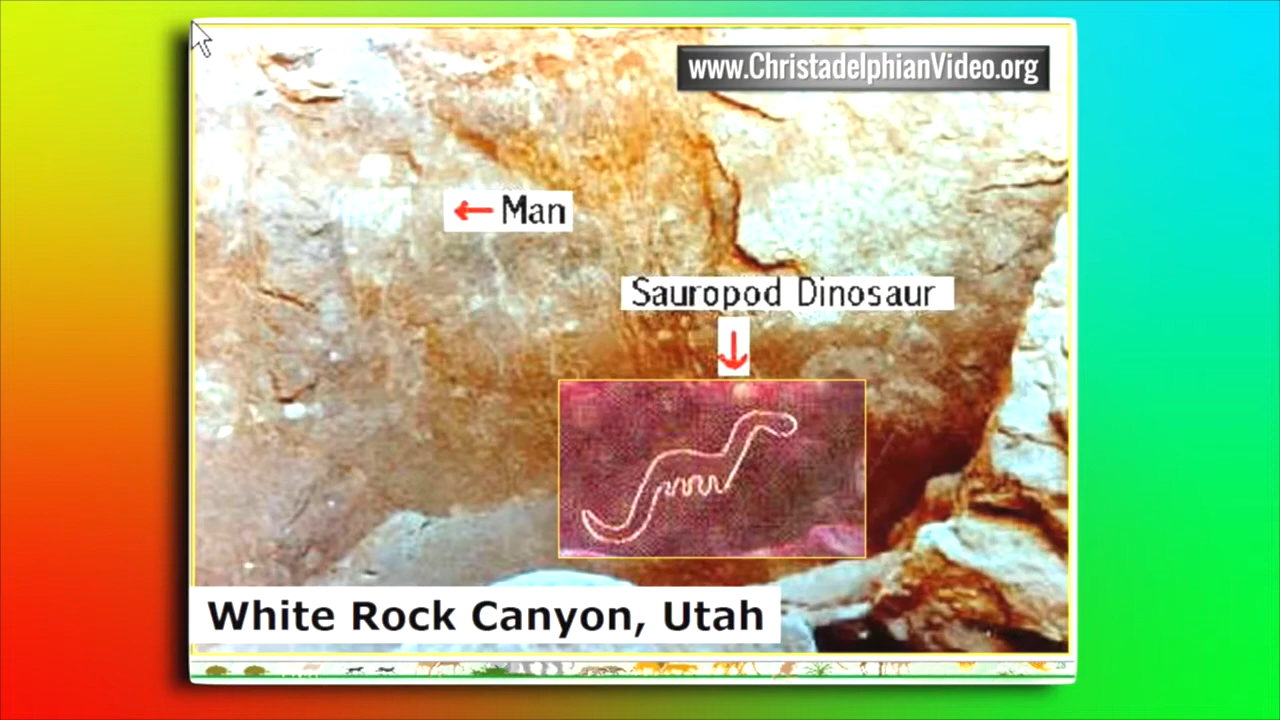 www.ChristadelphianVideo.org
← Man
Sauropod Dinosaur
↓
White Rock Canyon, Utah